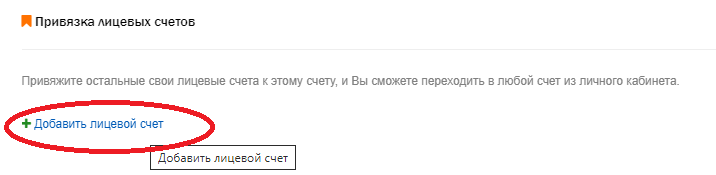 Привязка лицевых счетов
Привяжите остальные свои лицевые счета к этому счету, и Вы сможете переходить в любой счет из личного кабинета.
+ Добавить лицевой счет
Добавить лицевой счет